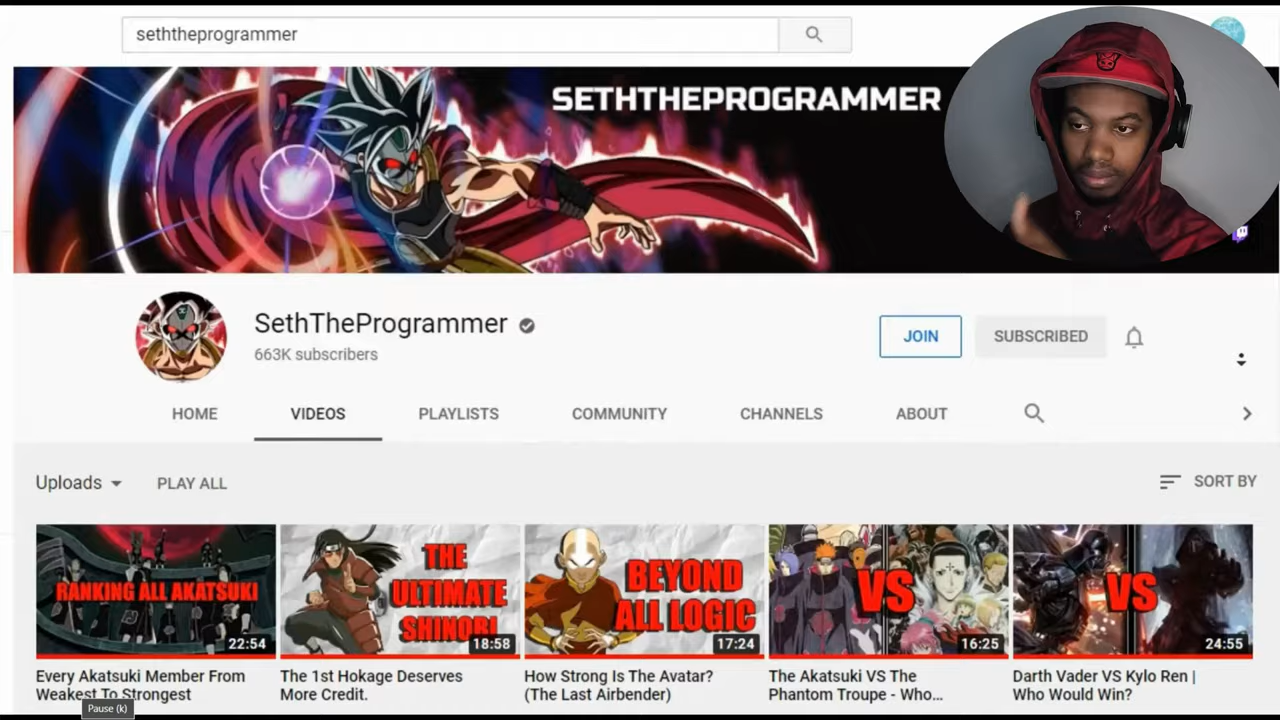 seththeprogrammer
SETHTHEPROGRAMMER
SethTheProgrammer
663K subscribers
JOIN
SUBSCRIBED
HOME
VIDEOS
PLAYLISTS
COMMUNITY
CHANNELS
ABOUT
Uploads
PLAY ALL
SORT BY
RANKING ALL AKATSUKI
22:54
THE
ULTIMATE
SHINOBI
18:58
BEYOND
ALL LOGIC
17:24
VS
16:25
VS
24:55
Every Akatsuki Member From
Weakest To Strongest
The 1st Hokage Deserves
More Credit.
How Strong Is The Avatar?
(The Last Airbender)
The Akatsuki VS The
Phantom Troupe - Who...
Darth Vader VS Kylo Ren |
Who Would Win?
Pause (k)